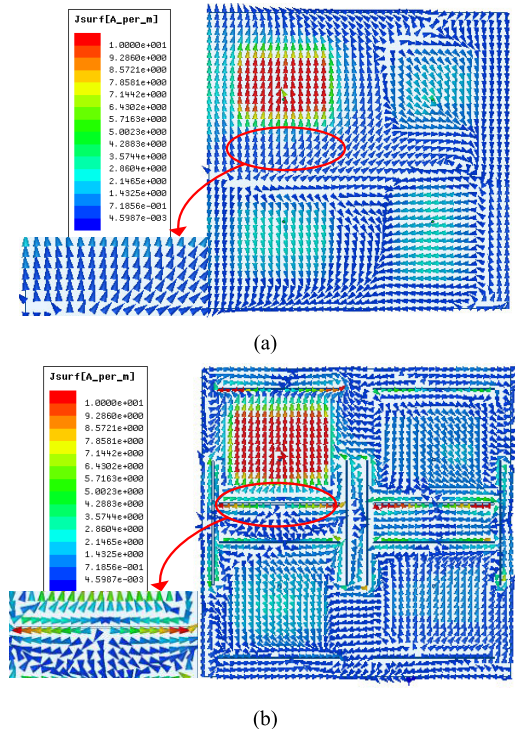 Jsurf[A_per_m]
1.0000e+001
9.2860e+000
8.5721e+000
7.8581e+000
7.1442e+000
6.4302e+000
5.7163e+000
5.0023e+000
4.2883e+000
3.5744e+000
2.8604e+000
2.1465e+000
1.4325e+000
7.1856e-001
4.5987e-003
(a)
Jsurf[A_per_m]
1.0000e+001
9.2860e+000
8.5721e+000
7.8581e+000
7.1442e+000
6.4302e+000
5.7163e+000
5.0023e+000
4.2883e+000
3.5744e+000
2.8604e+000
2.1465e+000
1.4325e+000
7.1856e-001
4.5987e-003
(b)